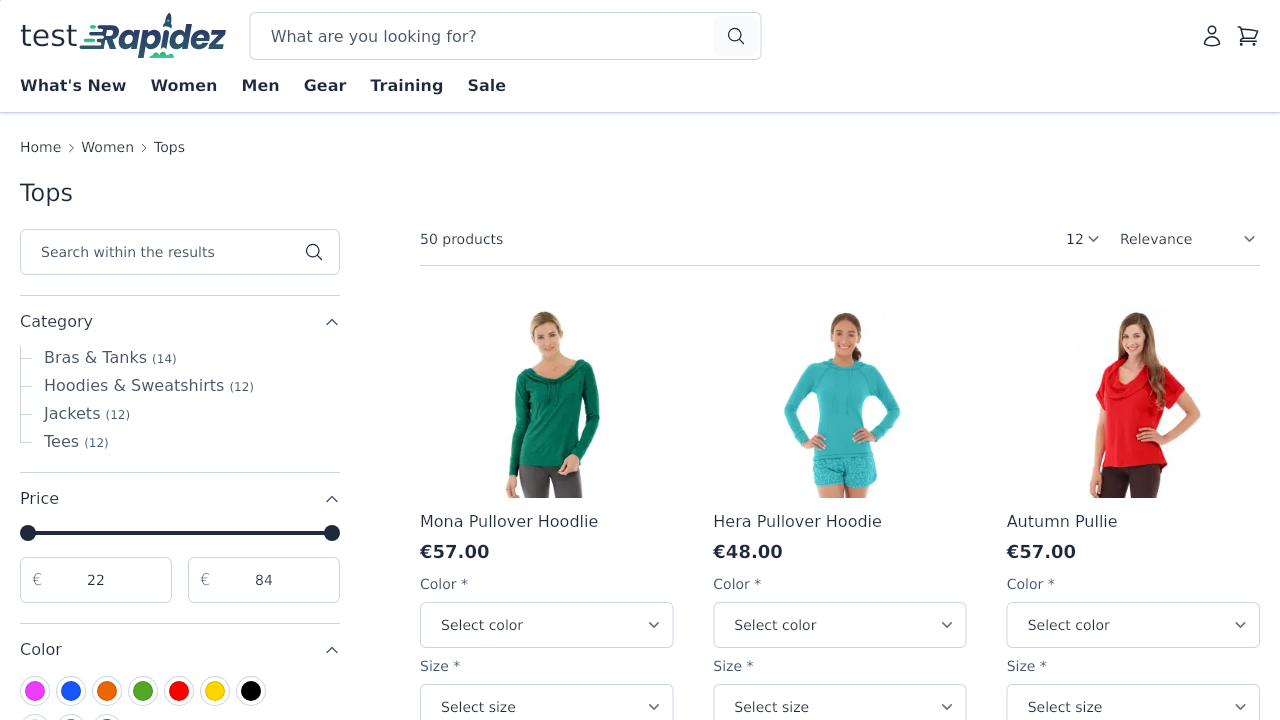 test Rapidez
What are you looking for?
What's New Women Men Gear Training Sale
Home Women Tops
Tops
Search within the results
50 products 12 Relevance
Category
Bras & Tanks (14)
Hoodies & Sweatshirts (12)
Jackets (12)
Tees (12)
Price
€ 22 € 84
Color
Mona Pullover Hoodlie
€57.00
Color *
Select color
Size *
Select size
Hera Pullover Hoodie
€48.00
Color *
Select color
Size *
Select size
Autumn Pullie
€57.00
Color *
Select color
Size *
Select size